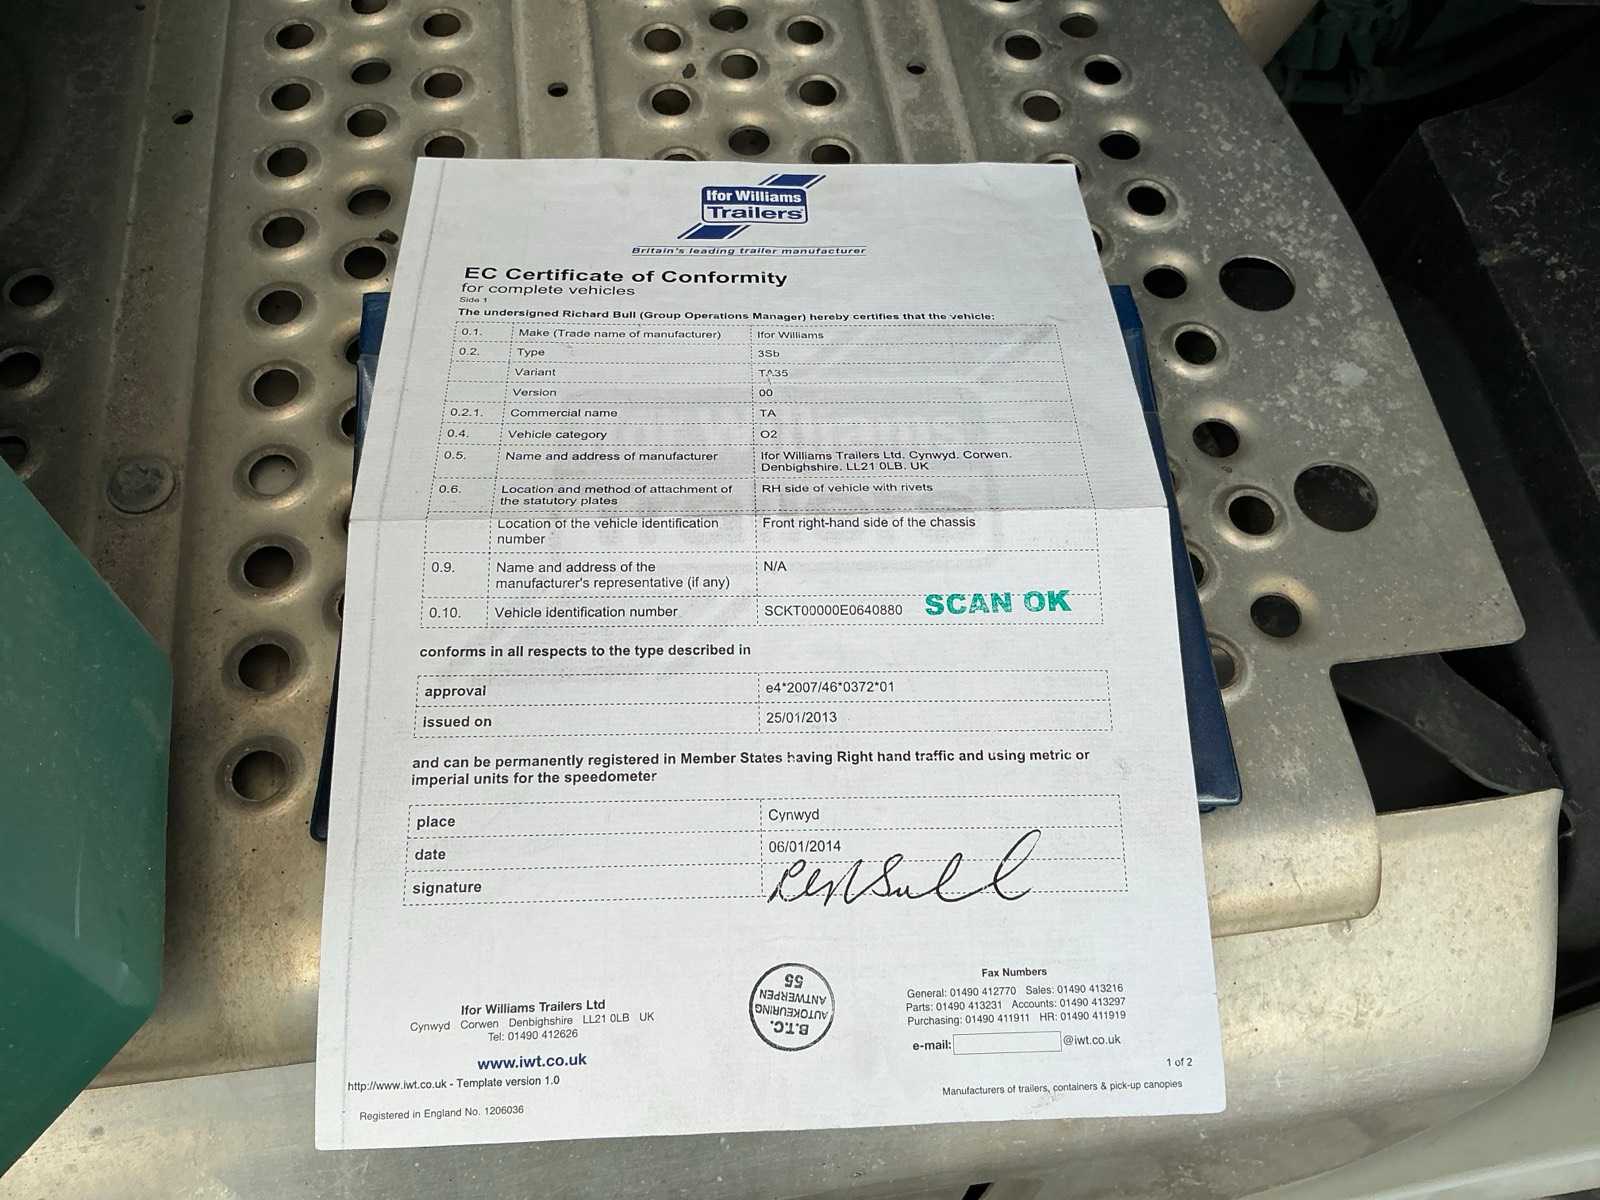 Ifor Williams
Trailers
Britain's leading trailer manufacturer
EC Certificate of Conformity
for complete vehicles
Side 1
The undersigned Richard Bull (Group Operations Manager) hereby certifies that the vehicle:
0.1. Make (Trade name of manufacturer) Ifor Williams
0.2. Type 3Sb
Variant TA35
Version 00
0.2.1. Commercial name TA
0.4. Vehicle category O2
0.5. Name and address of manufacturer Ifor Williams Trailers Ltd, Cynwyd, Corwen,
Denbighshire, LL21 0LB, UK
0.6. Location and method of attachment of RH side of vehicle with rivets
the statutory plates
Location of the vehicle identification Front right-hand side of the chassis
number
0.9. Name and address of the N/A
manufacturer's representative (if any)
0.10. Vehicle identification number SCKT00000E0640880 SCAN OK
conforms in all respects to the type described in
approval e4*2007/46*0372*01
issued on 25/01/2013
and can be permanently registered in Member States having Right hand traffic and using metric or
imperial units for the speedometer
place Cynwyd
date 06/01/2014
signature
Ifor Williams Trailers Ltd
Cynwyd Corwen Denbighshire LL21 0LB UK
Tel: 01490 412626
www.iwt.co.uk
http://www.iwt.co.uk - Template version 1.0
Registered in England No. 1206036
B.T.C.
AUTOKEURING
ANTWERPEN
55
Fax Numbers
General: 01490 412770 Sales: 01490 413216
Parts: 01490 413231 Accounts: 01490 413297
Purchasing: 01490 411911 HR: 01490 411919
e-mail: @iwt.co.uk
1 of 2
Manufacturers of trailers, containers & pick-up canopies